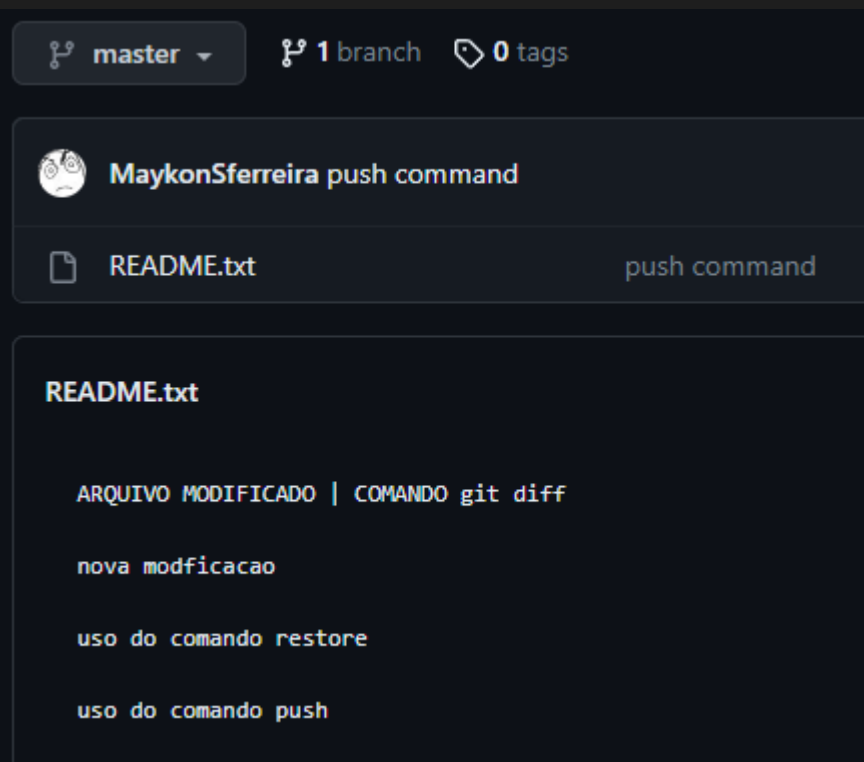 master 1 branch 0 tags
MaykonSferreira push command
README.txt push command
README.txt
ARQUIVO MODIFICADO | COMANDO git diff
nova modficacao
uso do comando restore
uso do comando push